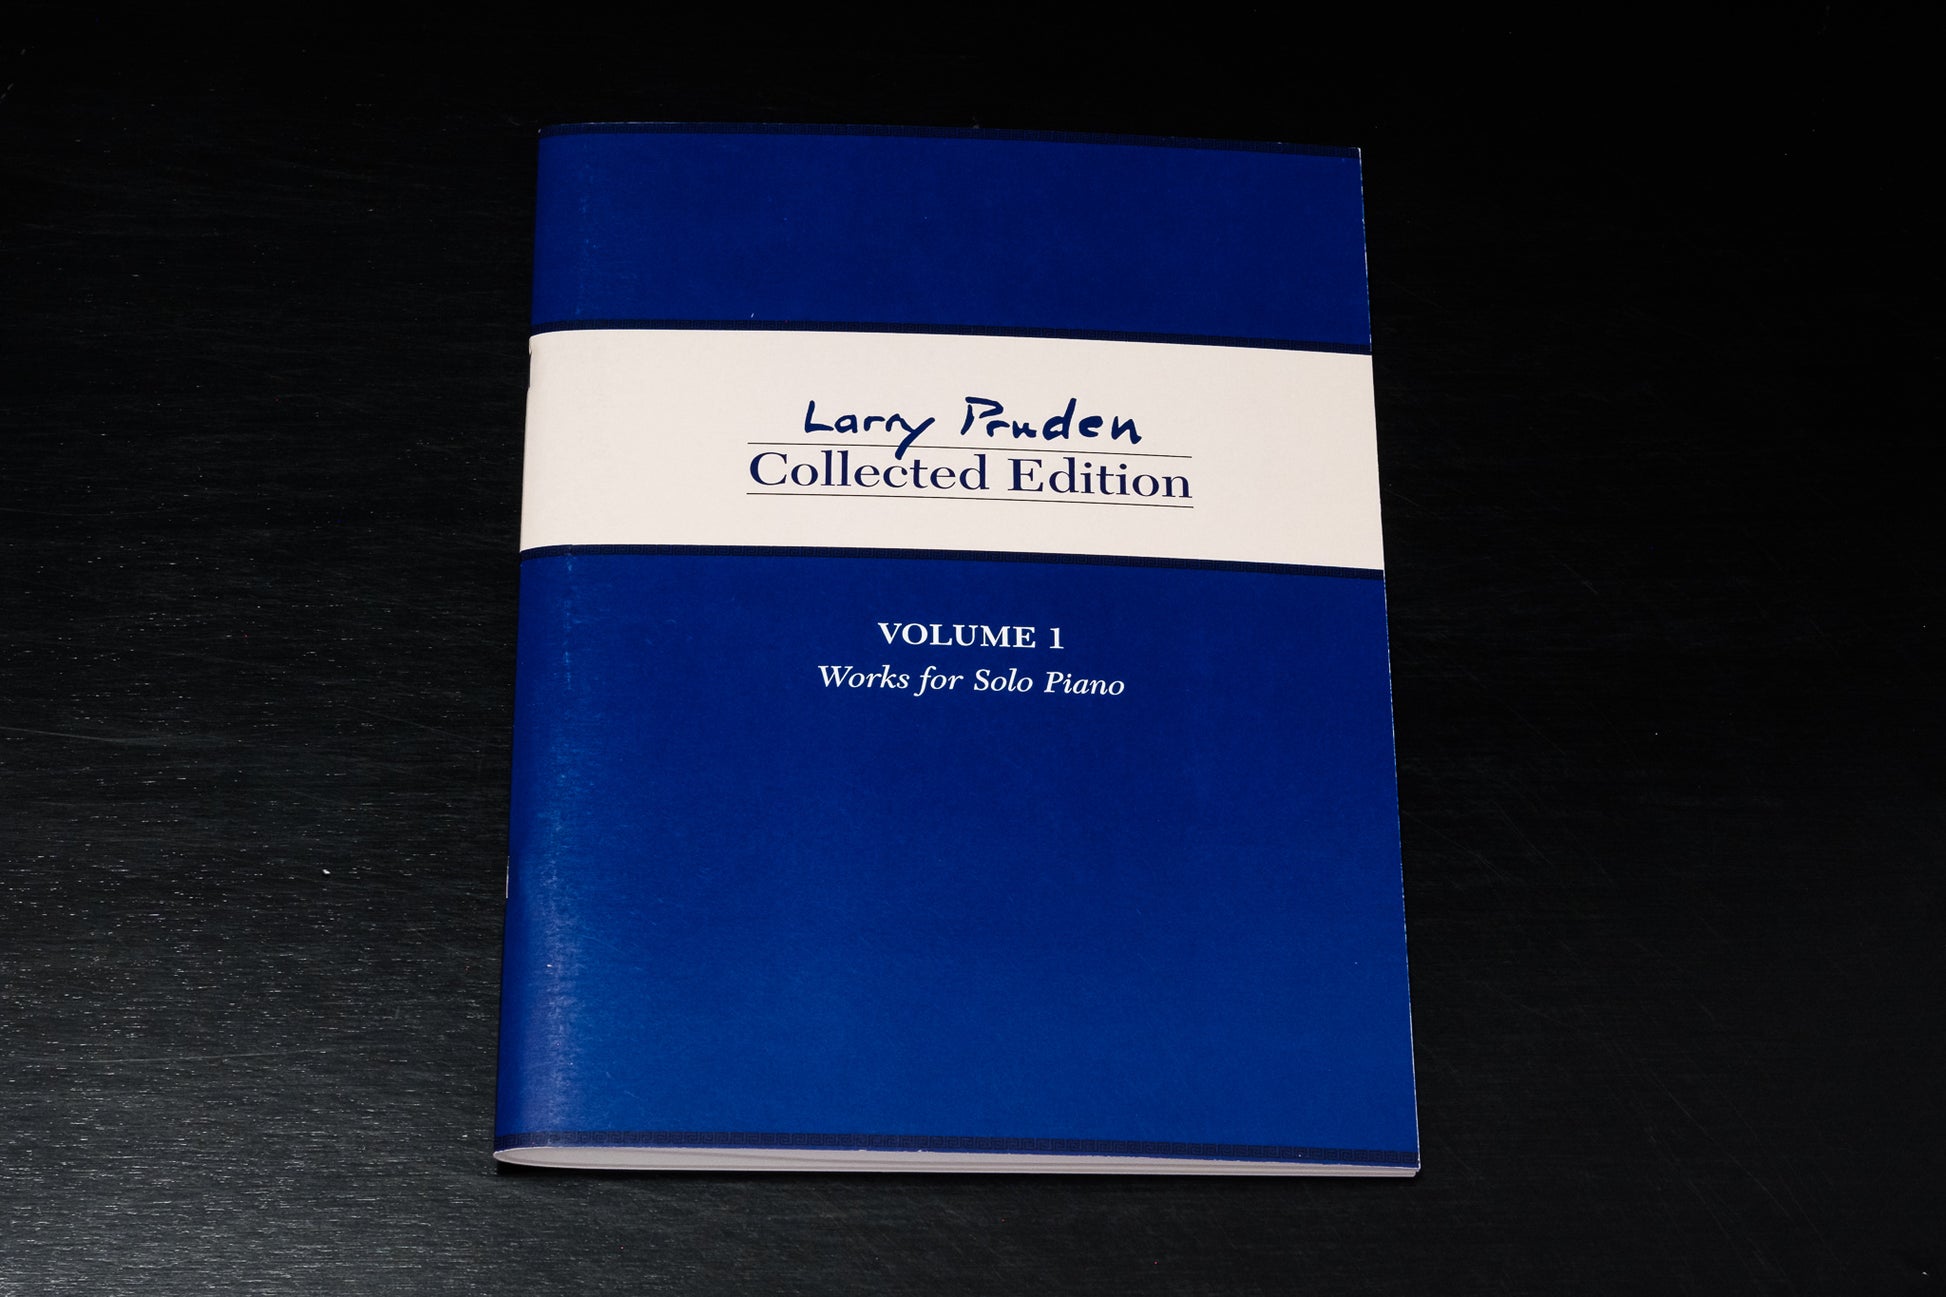 Larry Pruden
Collected Edition
VOLUME 1
Works for Solo Piano